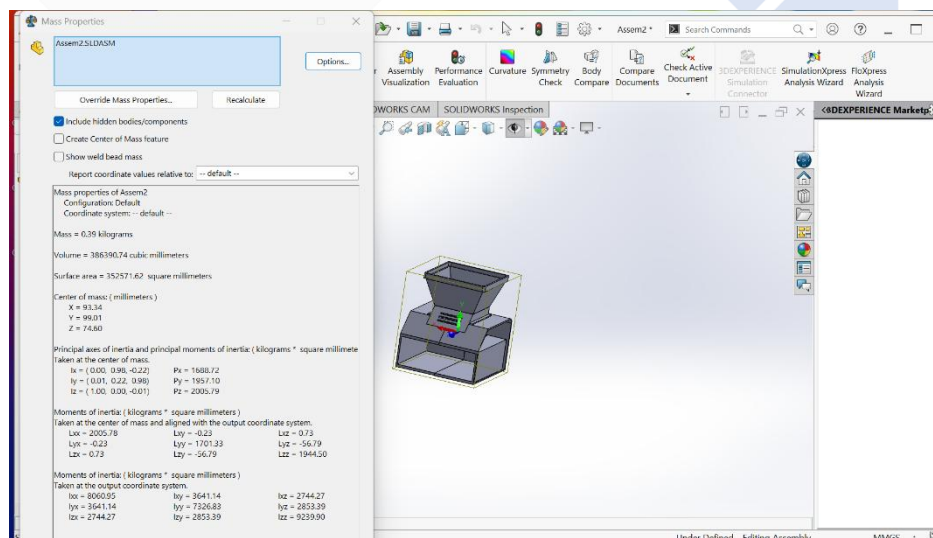 Mass Properties
Assem2.SLDASM
Options...
Override Mass Properties...
Recalculate
Include hidden bodies/components
Create Center of Mass feature
Show weld bead mass
Report coordinate values relative to: -- default --
Mass properties of Assem2
Configuration: Default
Coordinate system: -- default --
Mass = 0.39 kilograms
Volume = 386390.74 cubic millimeters
Surface area = 352571.62 square millimeters
Center of mass: ( millimeters )
X = 93.34
Y = 99.01
Z = 74.60
Principal axes of inertia and principal moments of inertia: ( kilograms * square millimete
Taken at the center of mass.
Ix = ( 0.00, 0.98, -0.22) Px = 1688.72
Iy = ( 0.01, 0.22, 0.98) Py = 1957.10
Iz = ( 1.00, 0.00, -0.01) Pz = 2005.79
Moments of inertia: ( kilograms * square millimeters )
Taken at the center of mass and aligned with the output coordinate system.
Lxx = 2005.78 Lxy = -0.23 Lxz = 0.73
Lyx = -0.23 Lyy = 1701.33 Lyz = -56.79
Lzx = 0.73 Lzy = -56.79 Lzz = 1944.50
Moments of inertia: ( kilograms * square millimeters )
Taken at the output coordinate system.
Ixx = 8060.95 Ixy = 3641.14 Ixz = 2744.27
Iyx = 3641.14 Iyy = 7326.83 Iyz = 2853.39
Izx = 2744.27 Izy = 2853.39 Izz = 9239.90
Assem2 *
Search Commands
Assembly Visualization
Performance Evaluation
Curvature
Symmetry Check
Body Compare
Compare Documents
Check Active Document
3DEXPERIENCE Simulation Connector
SimulationXpress Analysis Wizard
FloXpress Analysis Wizard
DWORKS CAM
SOLIDWORKS Inspection
3DEXPERIENCE Marketp
Under Defined
Editing Assembly
MMGS